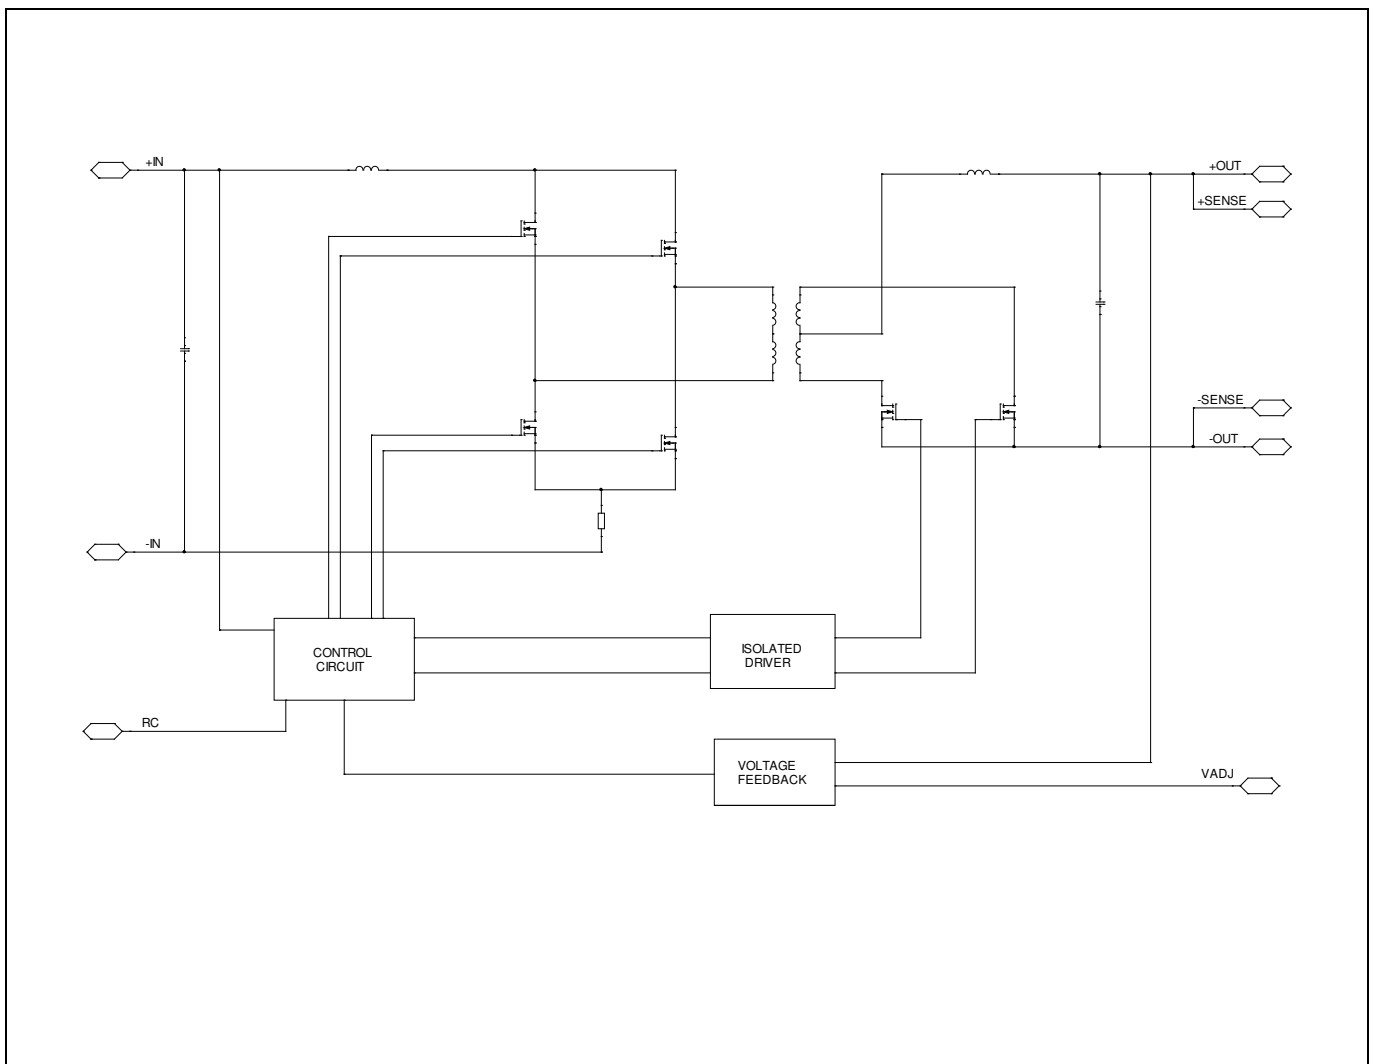 +IN
+OUT
+SENSE
-SENSE
-OUT
-IN
CONTROL
CIRCUIT
ISOLATED
DRIVER
RC
VOLTAGE
FEEDBACK
VADJ